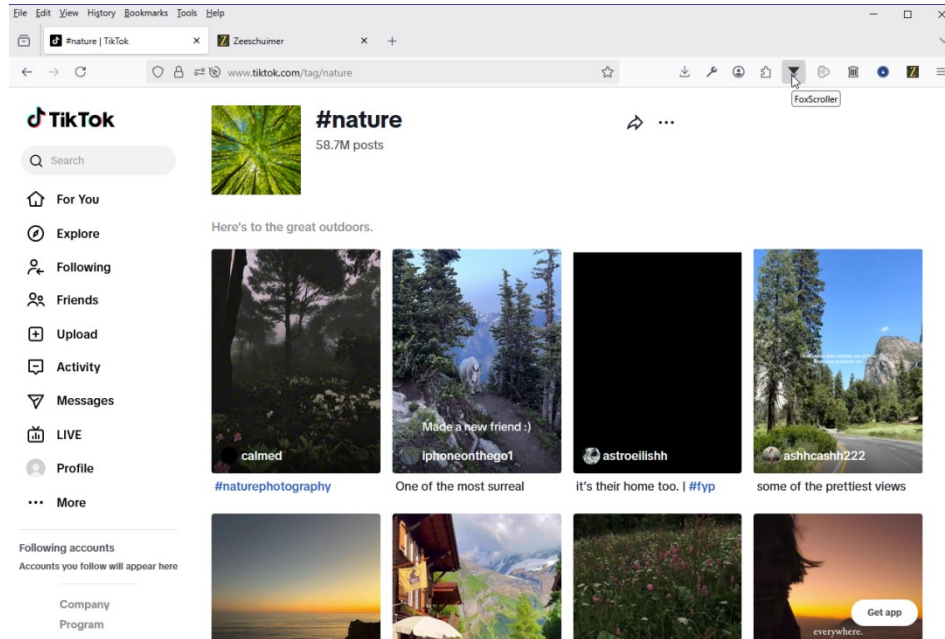 File Edit View History Bookmarks Tools Help
#nature | TikTok
Zeeschuimer
www.tiktok.com/tag/nature
FoxScroller
TikTok
#nature
58.7M posts
Search
For You
Explore
Following
Friends
Upload
Activity
Messages
LIVE
Profile
More
Following accounts
Accounts you follow will appear here
Company
Program
Here's to the great outdoors.
calmed
#naturephotography
Made a new friend :)
iphoneonthego1
One of the most surreal
astroeilishh
it's their home too. | #fyp
ashhcashh222
some of the prettiest views
everywhere.
Get app